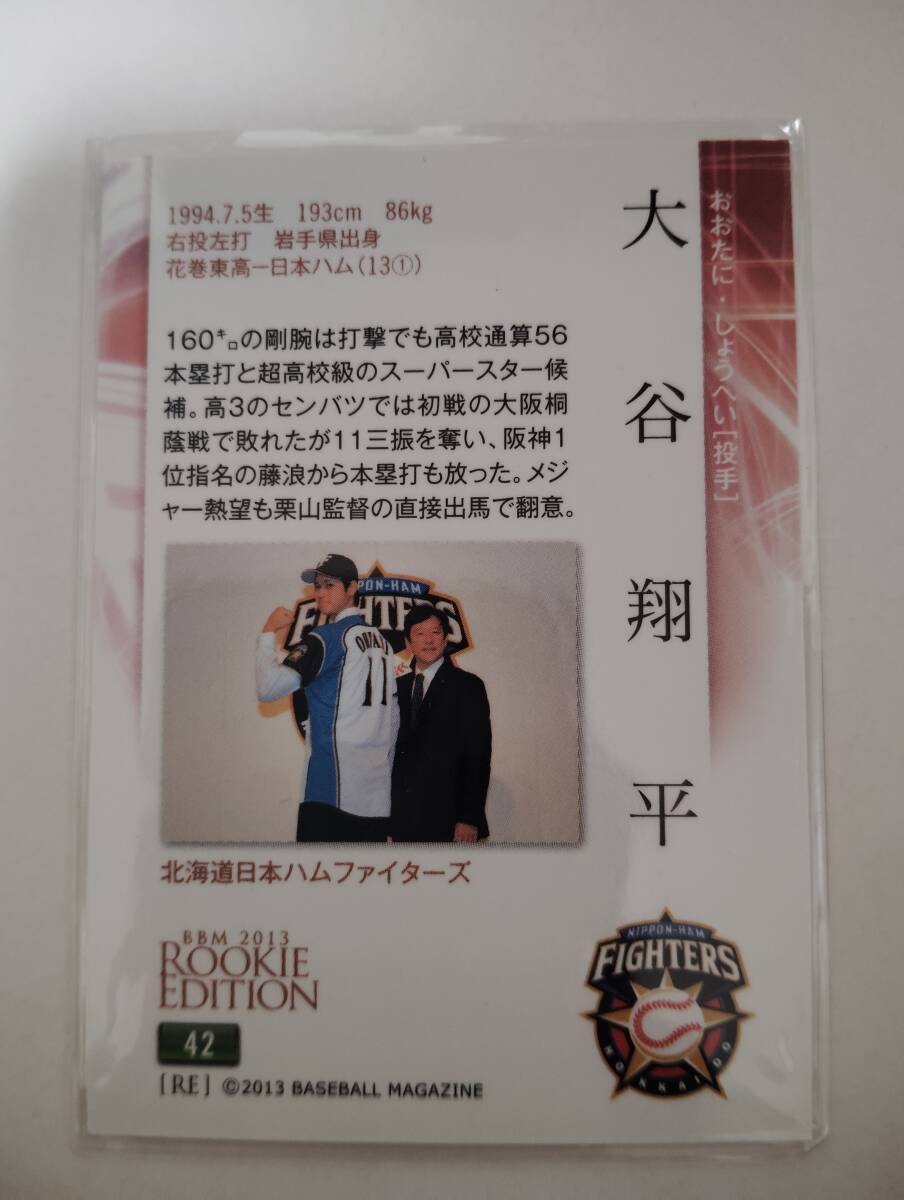 大谷翔平
おおたに・しょうへい[投手]
1994.7.5生 193cm 86kg
右投左打 岩手県出身
花巻東高ー日本ハム(13①)
160㌔の剛腕は打撃でも高校通算56
本塁打と超高校級のスーパースター候
補。高3のセンバツでは初戦の大阪桐
蔭戦で敗れたが11三振を奪い、阪神1
位指名の藤浪から本塁打も放った。メジ
ャー熱望も栗山監督の直接出馬で翻意。
NIPPON-HAM
FIGHTERS
OHTANI
11
北海道日本ハムファイターズ
BBM 2013
ROOKIE
EDITION
42
[RE] ©2013 BASEBALL MAGAZINE
NIPPON-HAM
FIGHTERS
HOKKAIDO